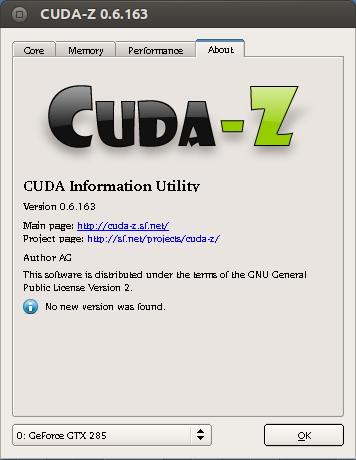 CUDA-Z 0.6.163
Core Memory Performance About
CUDA-Z
CUDA Information Utility
Version 0.6.163
Main page: http://cuda-z.sf.net/
Project page: http://sf.net/projects/cuda-z/
Author AG
This software is distributed under the terms of the GNU General
Public License Version 2.
No new version was found.
0: GeForce GTX 285 OK